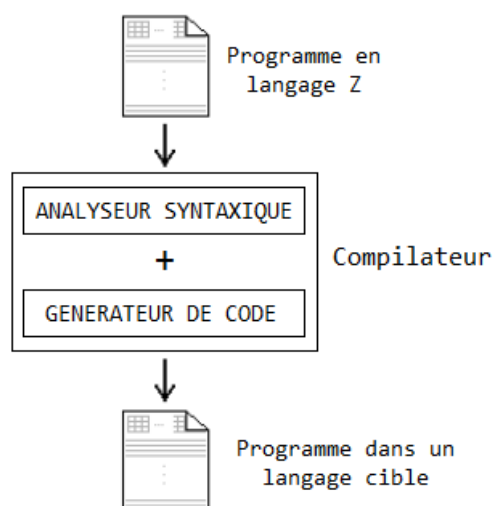 Programme en
langage Z
ANALYSEUR SYNTAXIQUE
+
Compilateur
GENERATEUR DE CODE
Programme dans un
langage cible